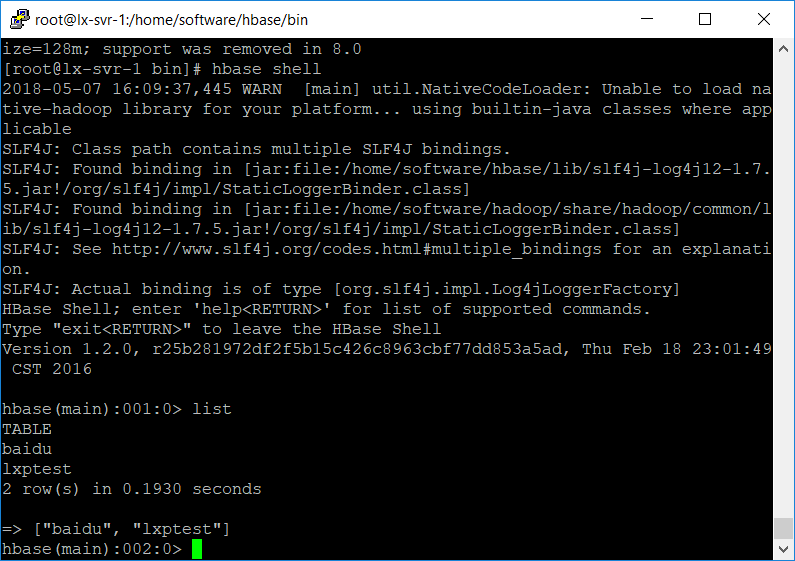 root@lx-svr-1:/home/software/hbase/bin
ize=128m; support was removed in 8.0
[root@lx-svr-1 bin]# hbase shell
2018-05-07 16:09:37,445 WARN  [main] util.NativeCodeLoader: Unable to load na
tive-hadoop library for your platform... using builtin-java classes where app
licable
SLF4J: Class path contains multiple SLF4J bindings.
SLF4J: Found binding in [jar:file:/home/software/hbase/lib/slf4j-log4j12-1.7.
5.jar!/org/slf4j/impl/StaticLoggerBinder.class]
SLF4J: Found binding in [jar:file:/home/software/hadoop/share/hadoop/common/l
ib/slf4j-log4j12-1.7.5.jar!/org/slf4j/impl/StaticLoggerBinder.class]
SLF4J: See http://www.slf4j.org/codes.html#multiple_bindings for an explanati
on.
SLF4J: Actual binding is of type [org.slf4j.impl.Log4jLoggerFactory]
HBase Shell; enter 'help<RETURN>' for list of supported commands.
Type "exit<RETURN>" to leave the HBase Shell
Version 1.2.0, r25b281972df2f5b15c426c8963cbf77dd853a5ad, Thu Feb 18 23:01:49
 CST 2016
hbase(main):001:0> list
TABLE
baidu
lxptest
2 row(s) in 0.1930 seconds
=> ["baidu", "lxptest"]
hbase(main):002:0>